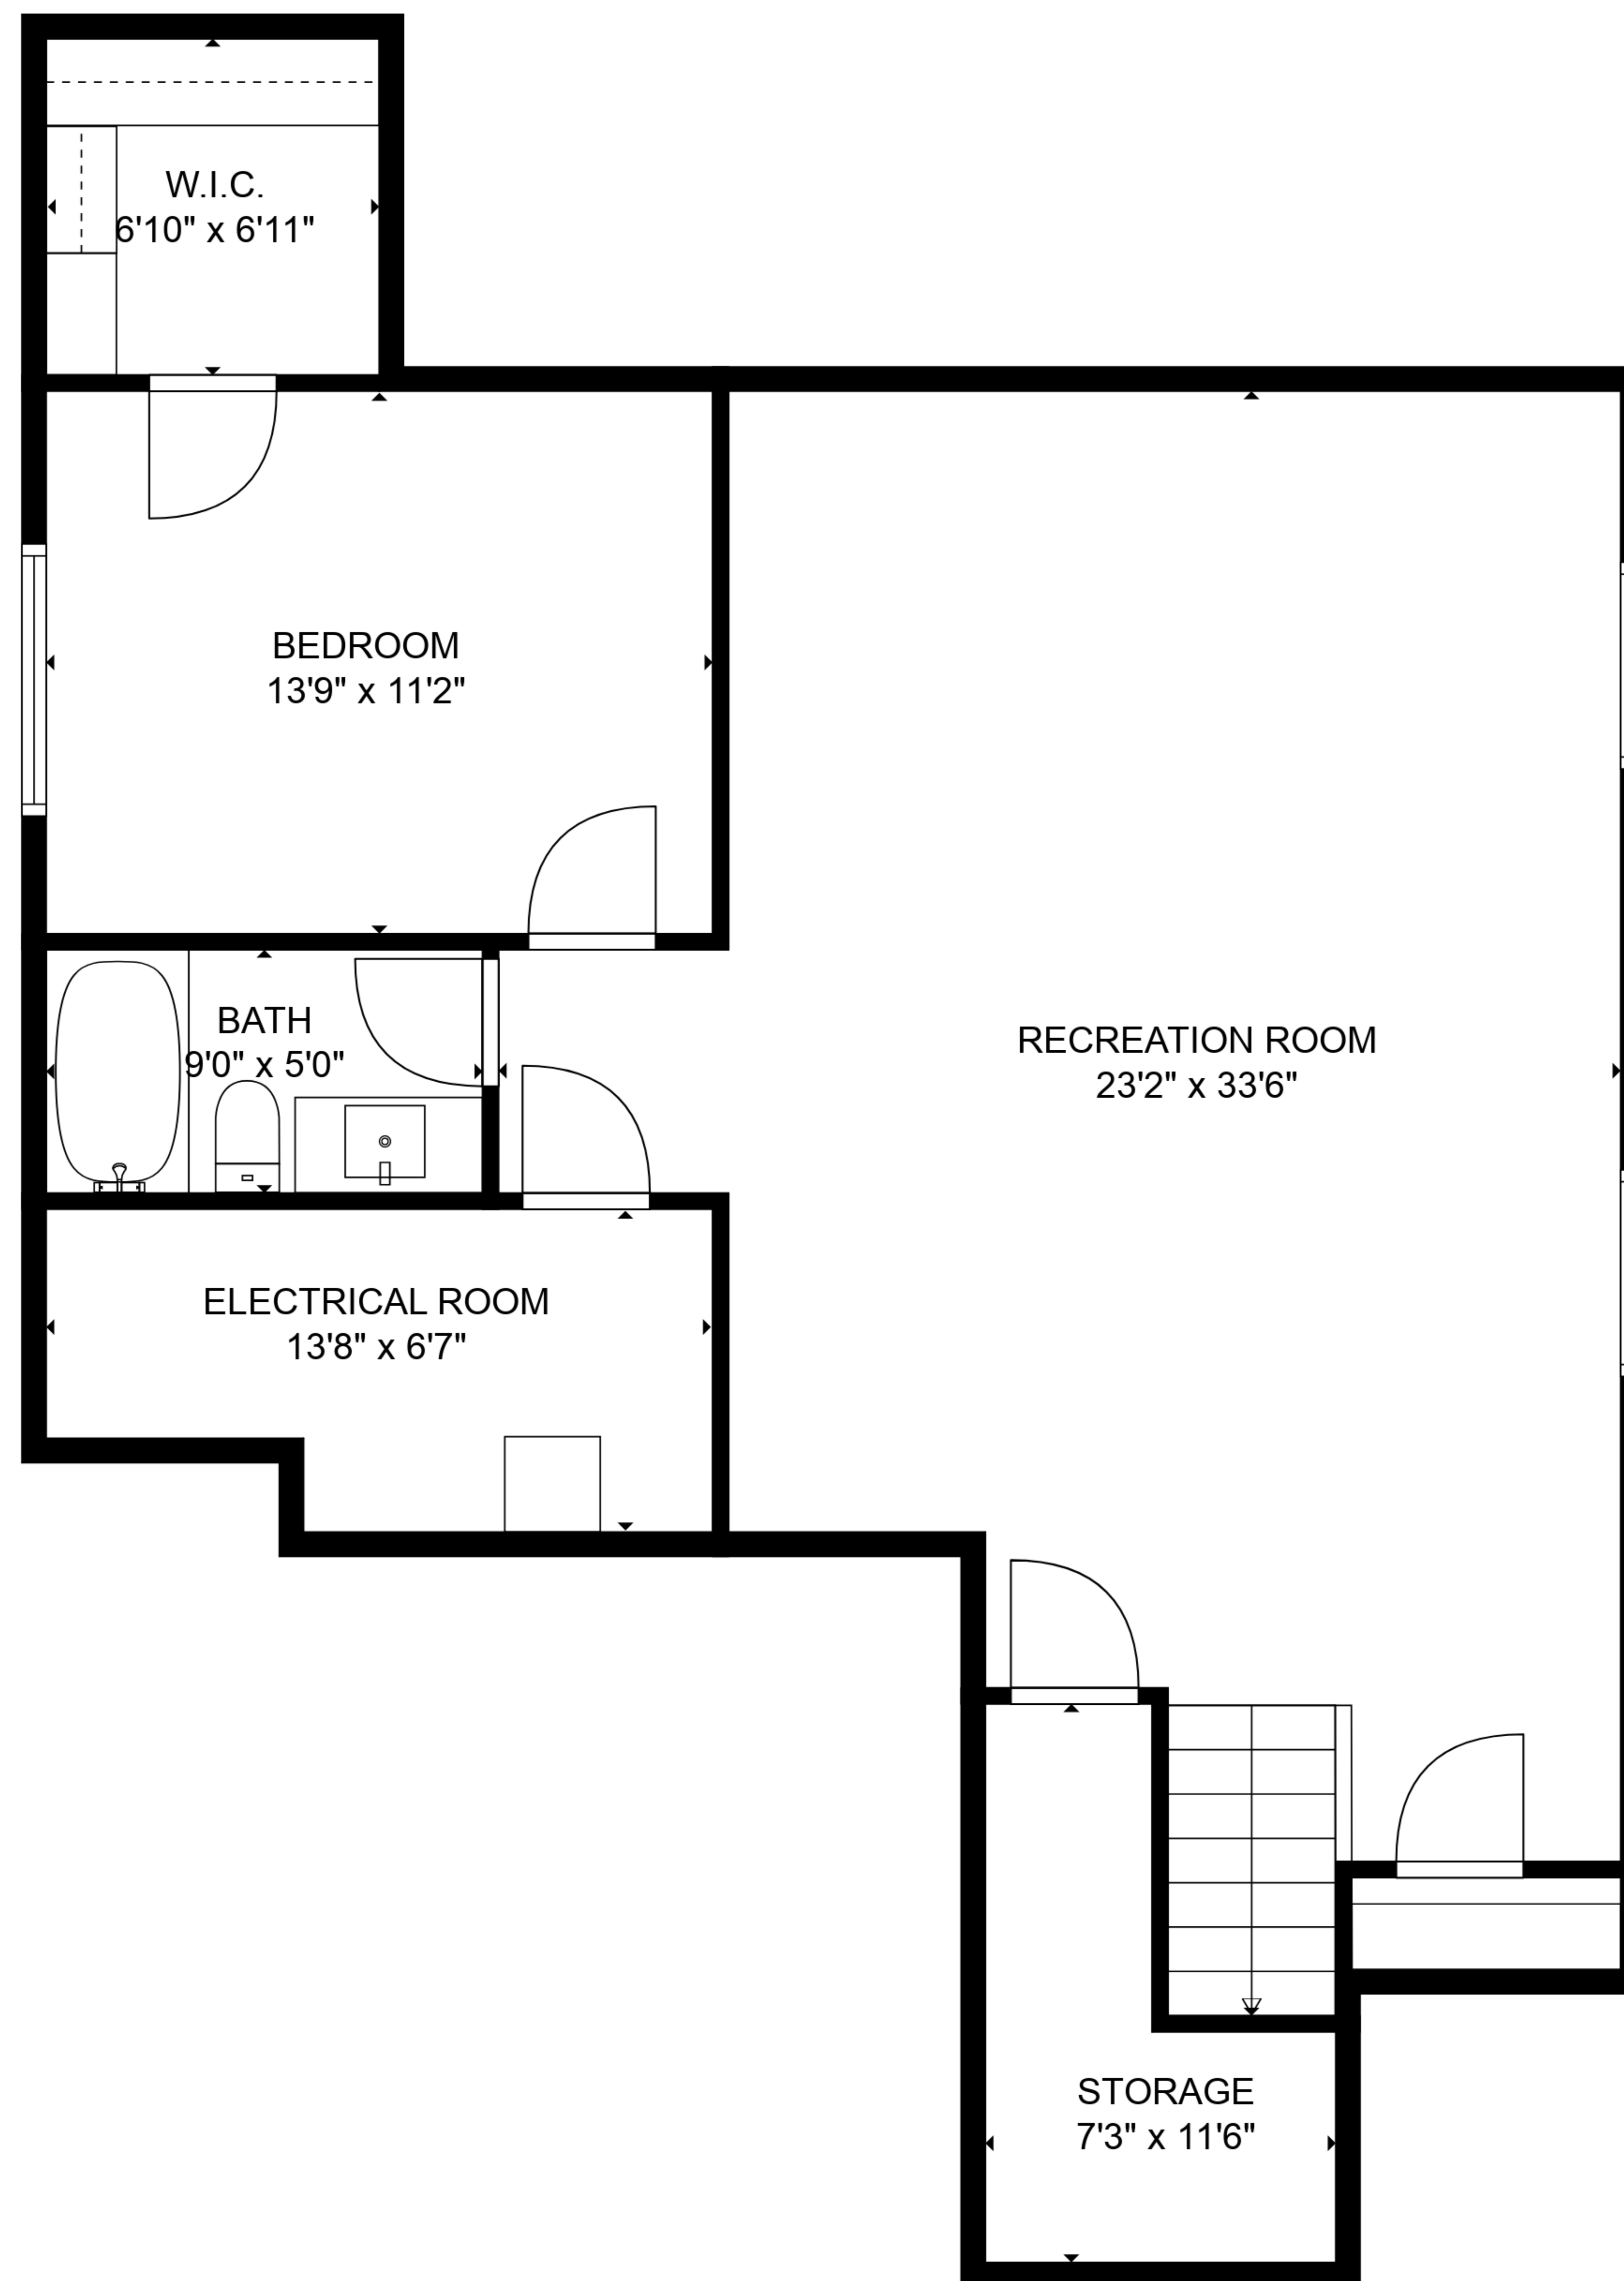 W.I.C.
6'10" x 6'11"
BEDROOM
13'9" x 11'2"
BATH
9'0" x 5'0"
RECREATION ROOM
23'2" x 33'6"
ELECTRICAL ROOM
13'8" x 6'7"
STORAGE
7'3" x 11'6"